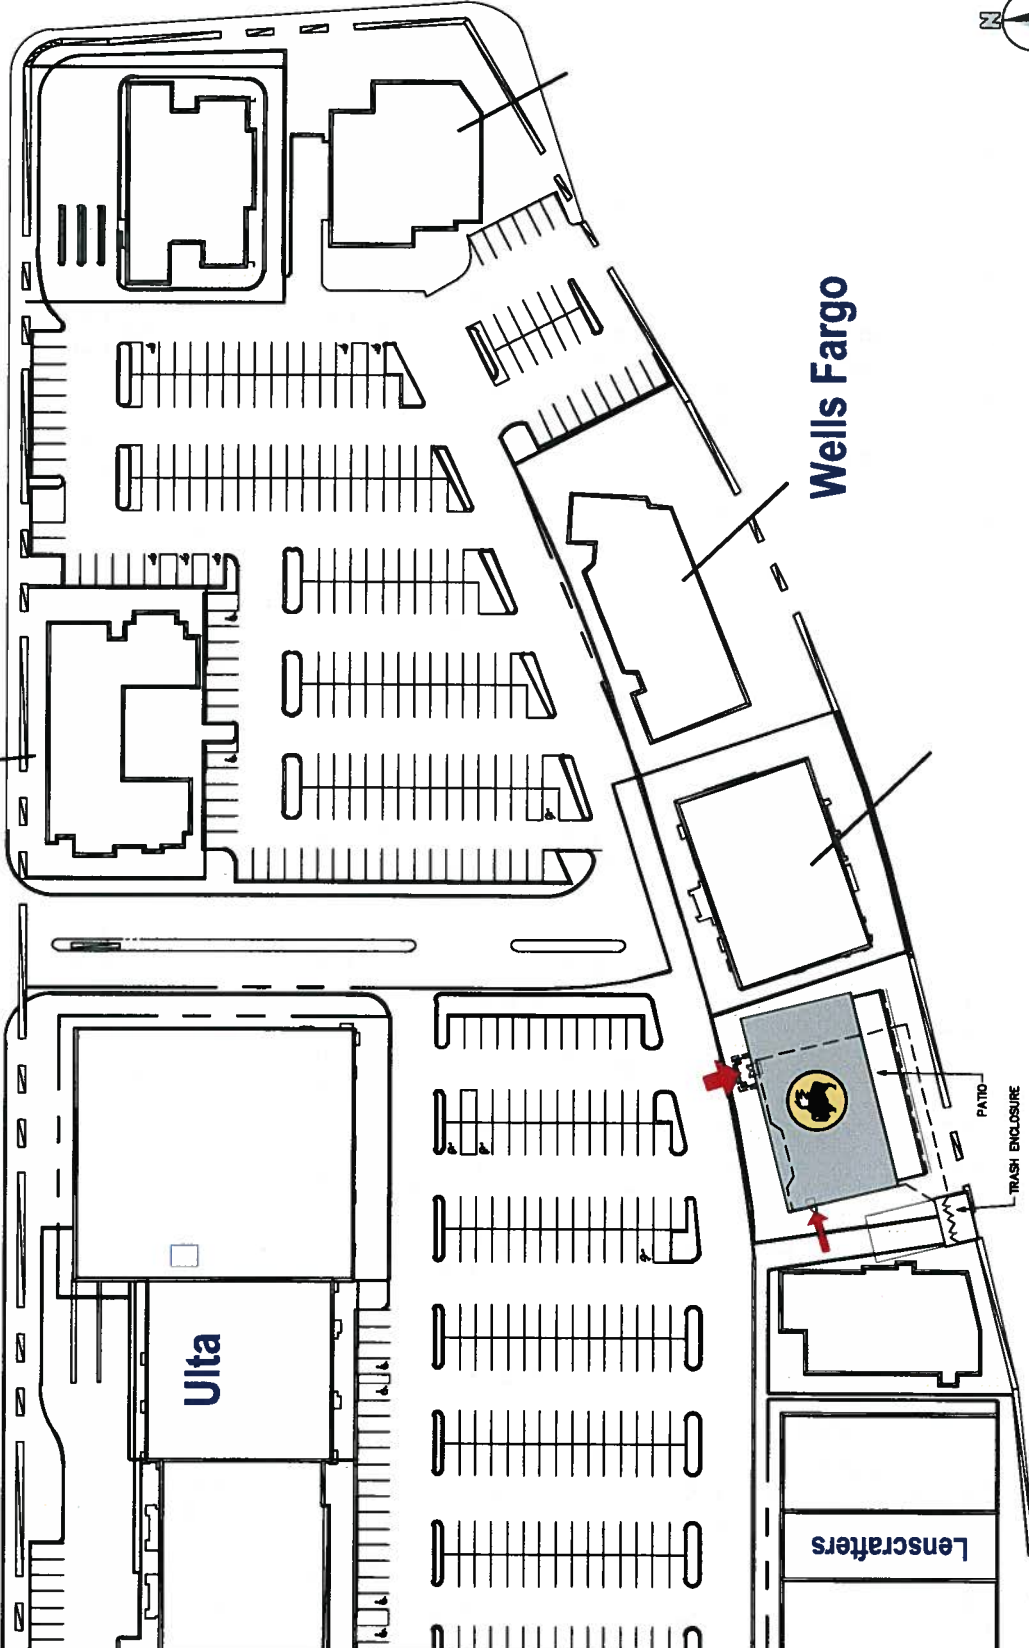 N
Wells Fargo
PATIO
TRASH ENCLOSURE
Ulta
Lenscrafters